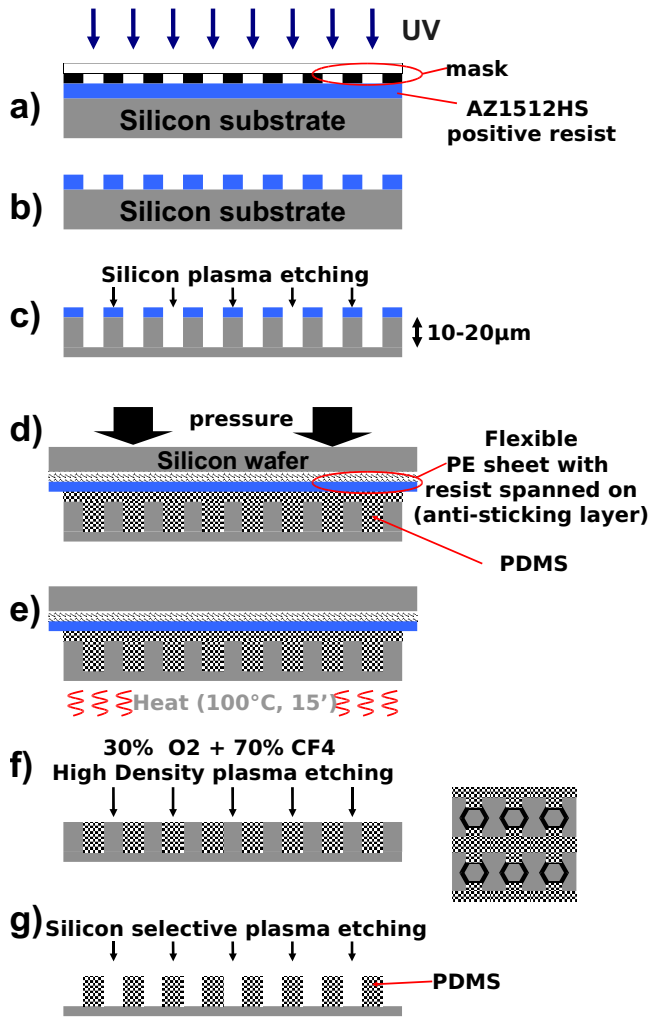 UV
mask
a)
AZ1512HS
positive resist
Silicon substrate
b)
Silicon substrate
Silicon plasma etching
c)
10-20µm
d)
pressure
Flexible
PE sheet with
resist spanned on
(anti-sticking layer)
Silicon wafer
PDMS
e)
Heat (100°C, 15’)
f)
30% O2 + 70% CF4
High Density plasma etching
g)
Silicon selective plasma etching
PDMS